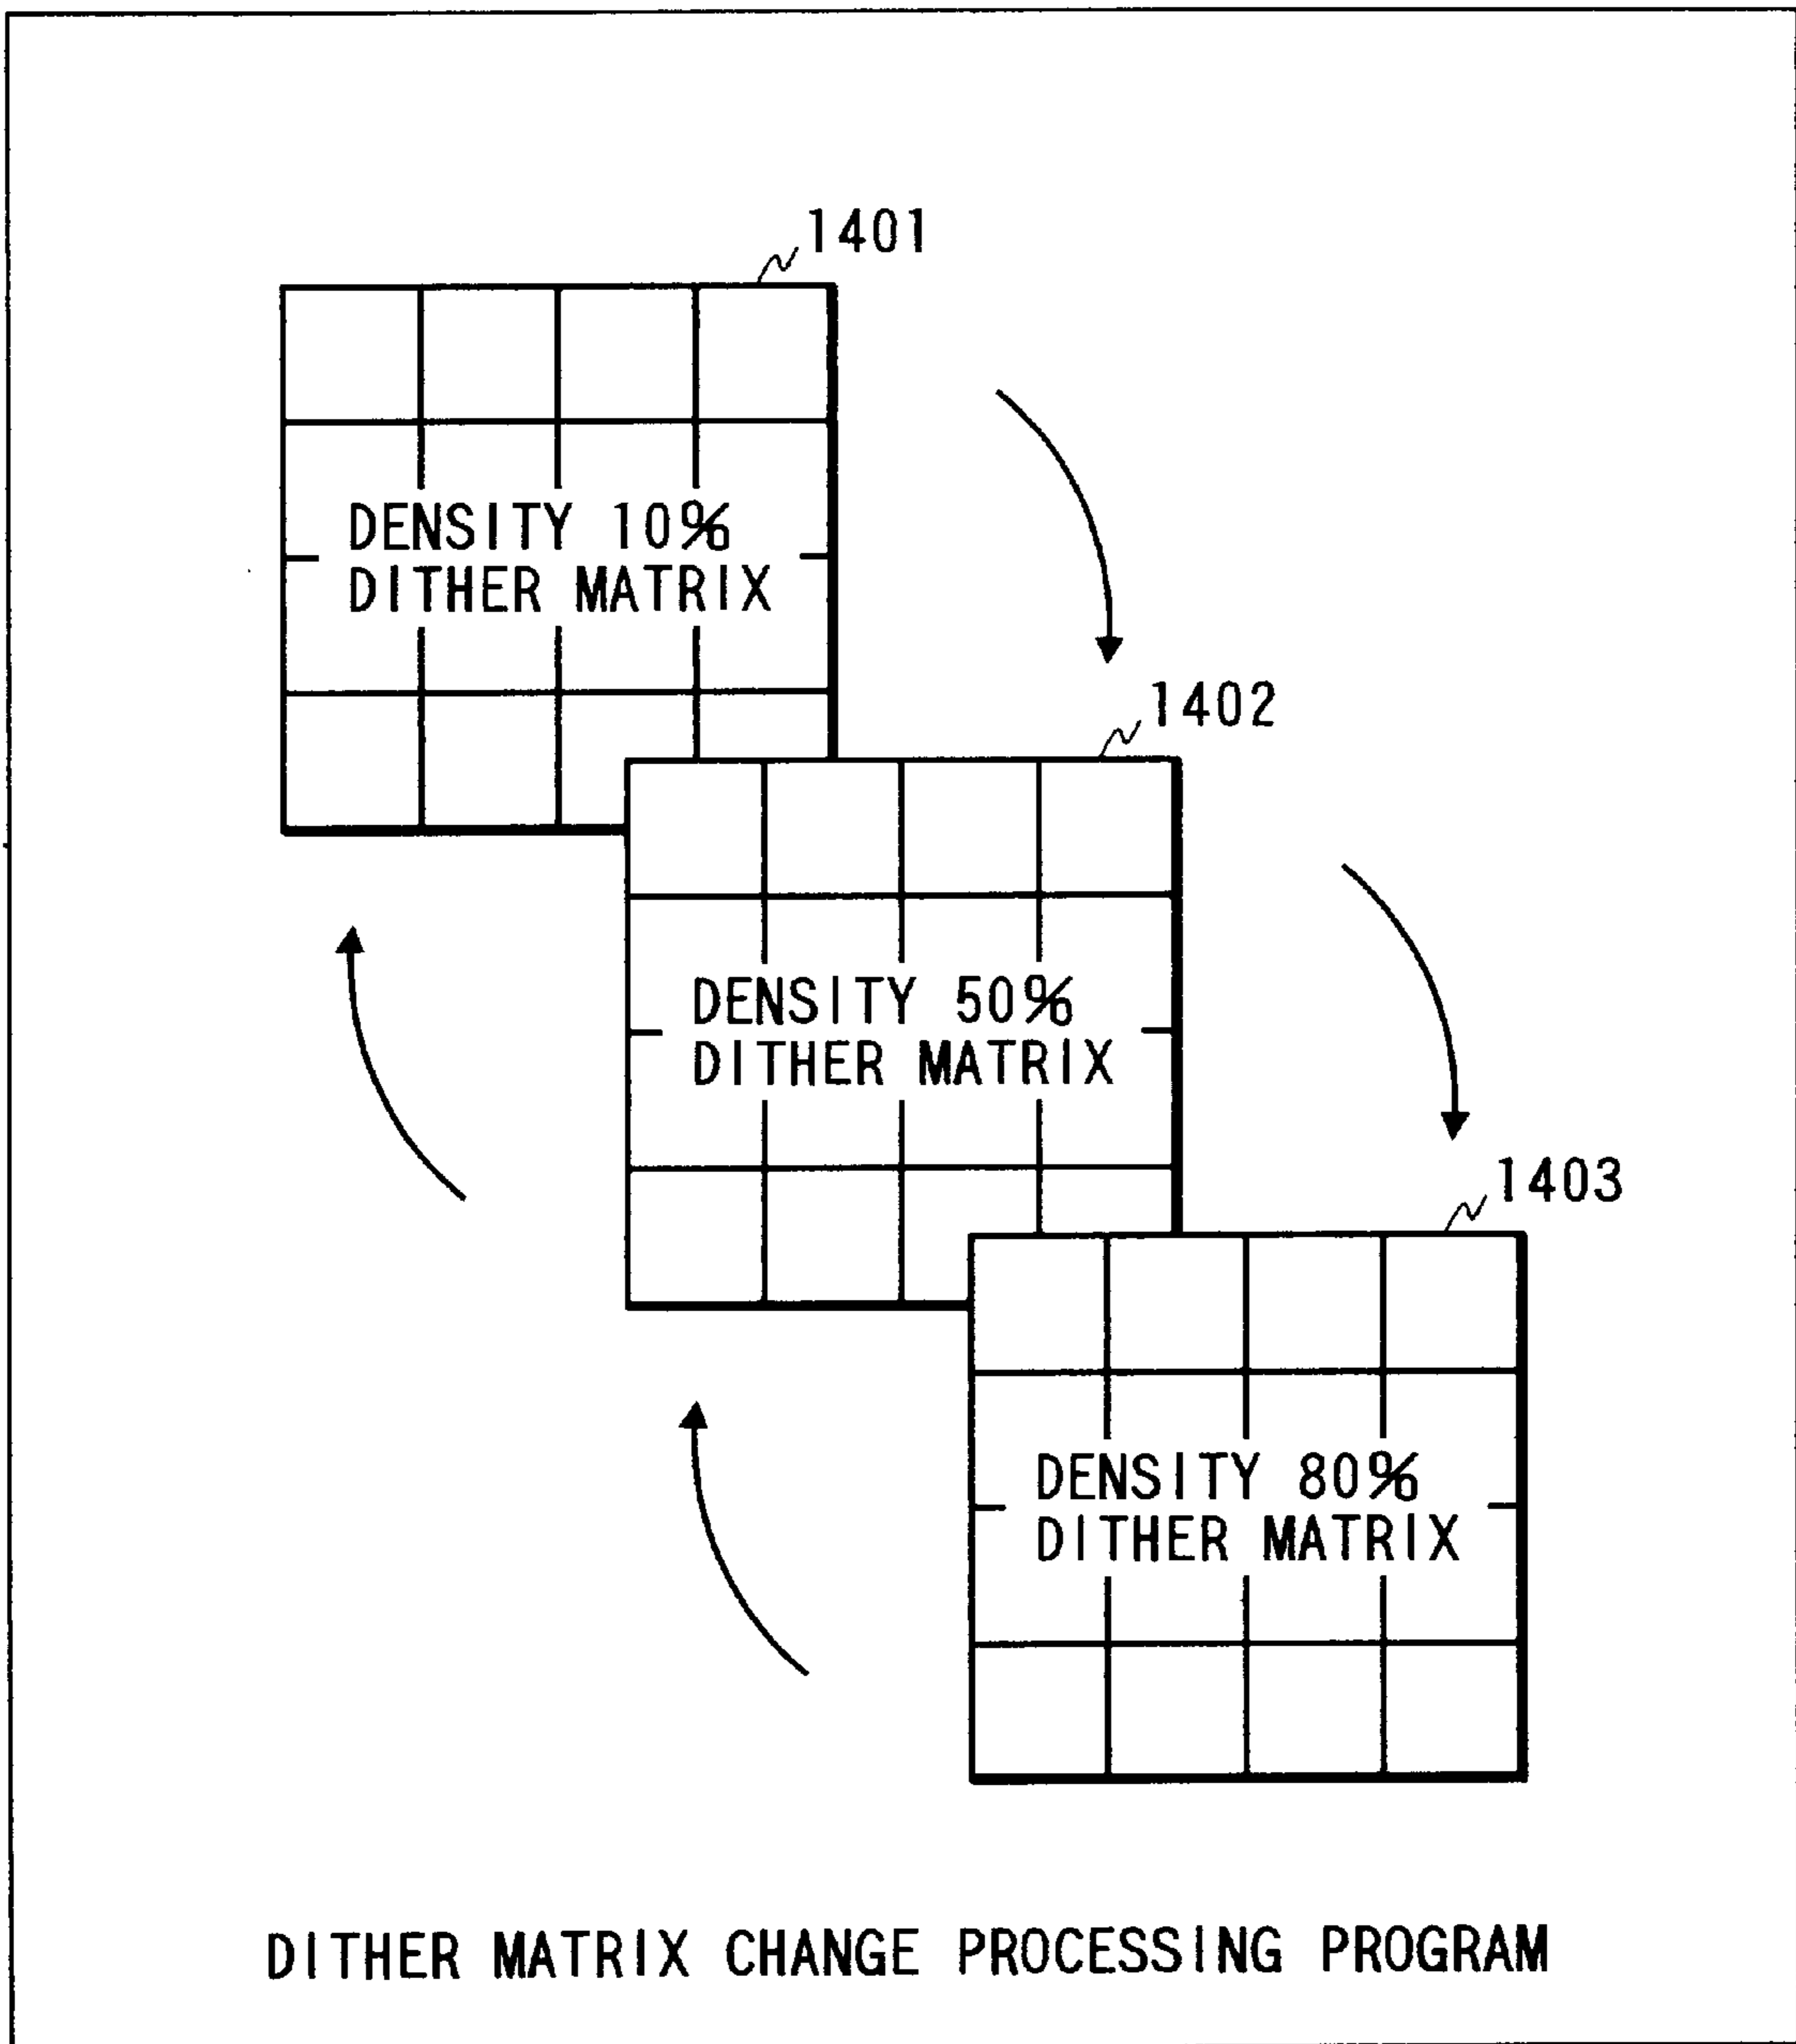 1401
DENSITY 10%
DITHER MATRIX
1402
DENSITY 50%
DITHER MATRIX
1403
DENSITY 80%
DITHER MATRIX
DITHER MATRIX CHANGE PROCESSING PROGRAM